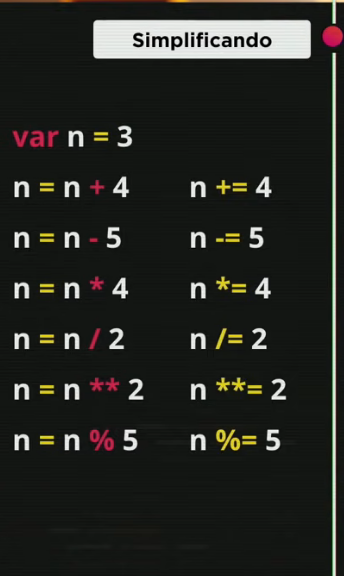 Simplificando
var n = 3
n = n + 4 n += 4
n = n - 5 n -= 5
n = n * 4 n *= 4
n = n / 2 n /= 2
n = n ** 2 n **= 2
n = n % 5 n %= 5